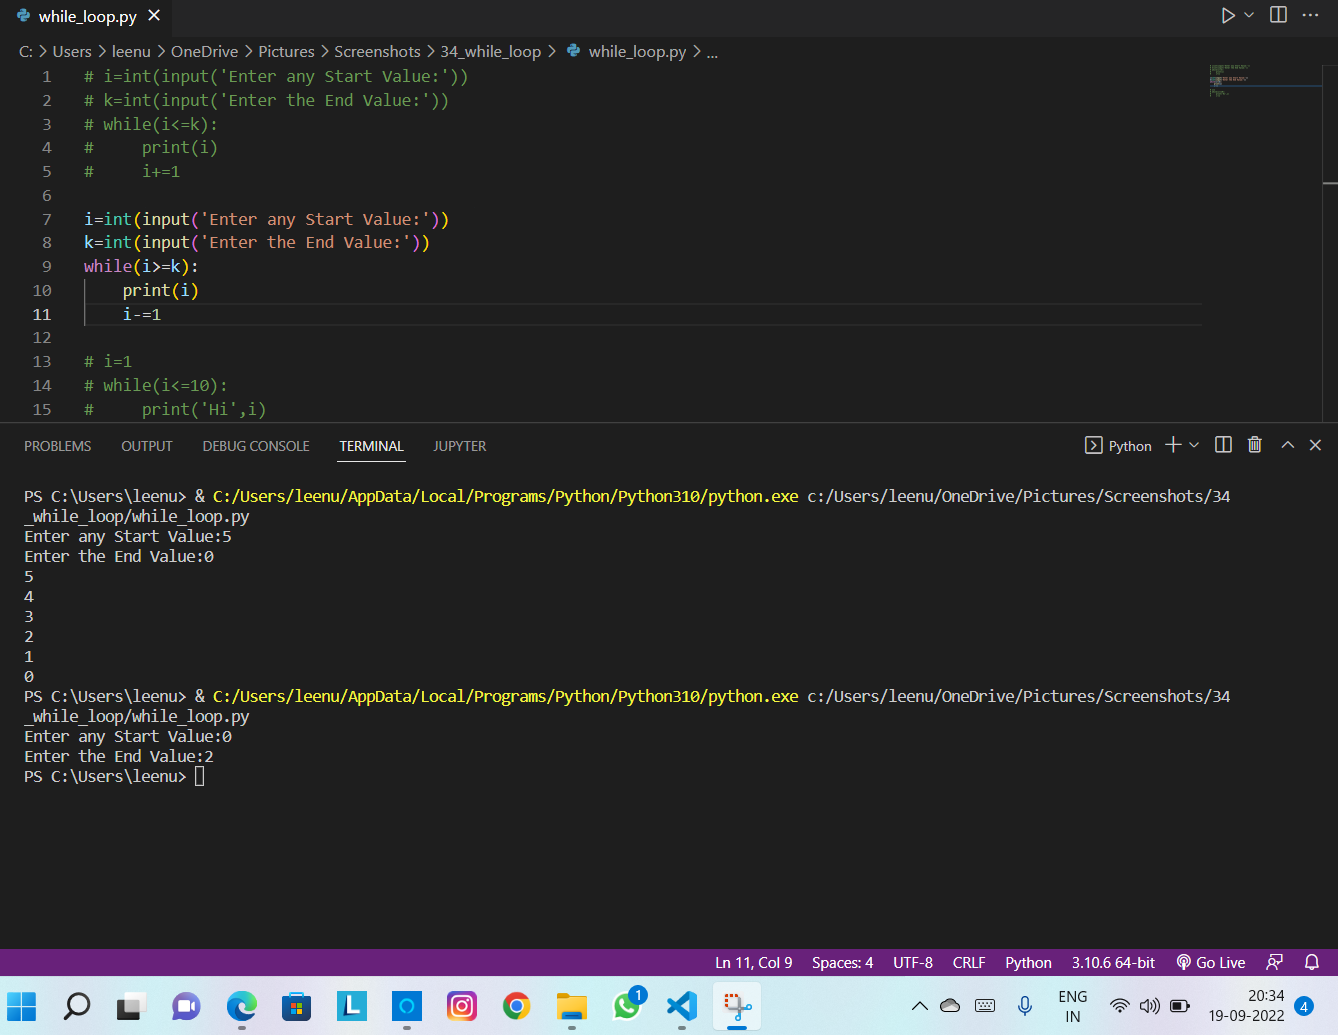 while_loop.py
C: > Users > leenu > OneDrive > Pictures > Screenshots > 34_while_loop > while_loop.py > ...
1 # i=int(input('Enter any Start Value:'))
2 # k=int(input('Enter the End Value:'))
3 # while(i<=k):
4 #     print(i)
5 #     i+=1
6
7 i=int(input('Enter any Start Value:'))
8 k=int(input('Enter the End Value:'))
9 while(i>=k):
10     print(i)
11     i-=1
12
13 # i=1
14 # while(i<=10):
15 #     print('Hi',i)
PROBLEMS OUTPUT DEBUG CONSOLE TERMINAL JUPYTER Python
PS C:\Users\leenu> & C:/Users/leenu/AppData/Local/Programs/Python/Python310/python.exe c:/Users/leenu/OneDrive/Pictures/Screenshots/34
_while_loop/while_loop.py
Enter any Start Value:5
Enter the End Value:0
5
4
3
2
1
0
PS C:\Users\leenu> & C:/Users/leenu/AppData/Local/Programs/Python/Python310/python.exe c:/Users/leenu/OneDrive/Pictures/Screenshots/34
_while_loop/while_loop.py
Enter any Start Value:0
Enter the End Value:2
PS C:\Users\leenu>
Ln 11, Col 9 Spaces: 4 UTF-8 CRLF Python 3.10.6 64-bit Go Live
L 1 ENG 20:34
IN 19-09-2022 4